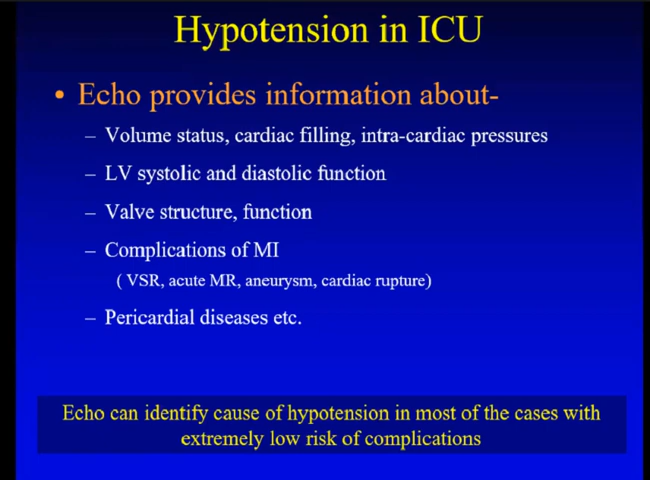 Hypotension in ICU
• Echo provides information about-
– Volume status, cardiac filling, intra-cardiac pressures
– LV systolic and diastolic function
– Valve structure, function
– Complications of MI
( VSR, acute MR, aneurysm, cardiac rupture)
– Pericardial diseases etc.
Echo can identify cause of hypotension in most of the cases with
extremely low risk of complications